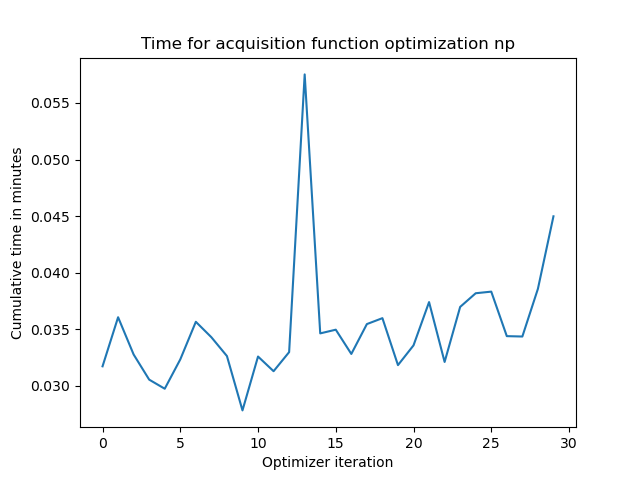 Time for acquisition function optimization np
Cumulative time in minutes
0.055
0.050
0.045
0.040
0.035
0.030
0 5 10 15 20 25 30
Optimizer iteration